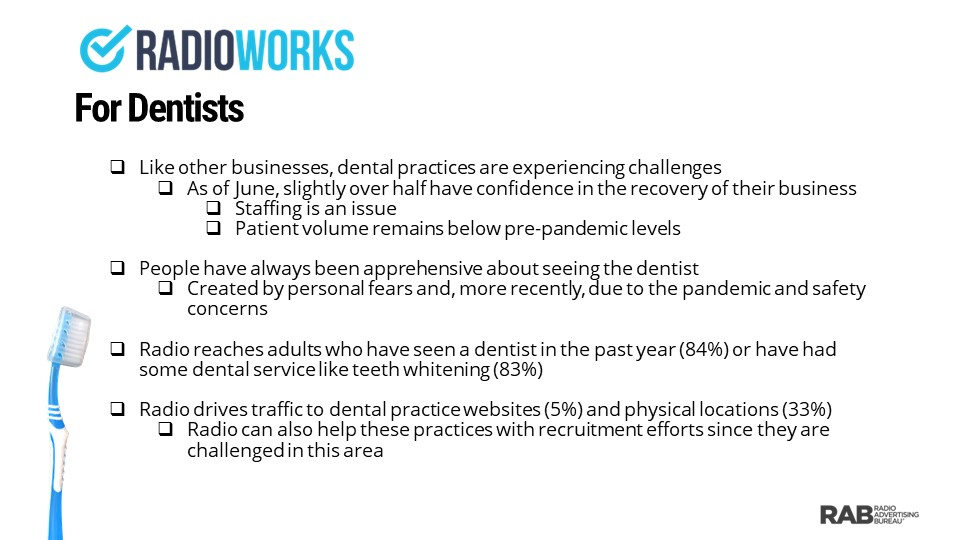 RADIOWORKS
For Dentists
❑ Like other businesses, dental practices are experiencing challenges
❑ As of June, slightly over half have confidence in the recovery of their business
❑ Staffing is an issue
❑ Patient volume remains below pre-pandemic levels
❑ People have always been apprehensive about seeing the dentist
❑ Created by personal fears and, more recently, due to the pandemic and safety
concerns
❑ Radio reaches adults who have seen a dentist in the past year (84%) or have had
some dental service like teeth whitening (83%)
❑ Radio drives traffic to dental practice websites (5%) and physical locations (33%)
❑ Radio can also help these practices with recruitment efforts since they are
challenged in this area
RAB RADIO
ADVERTISING
BUREAU